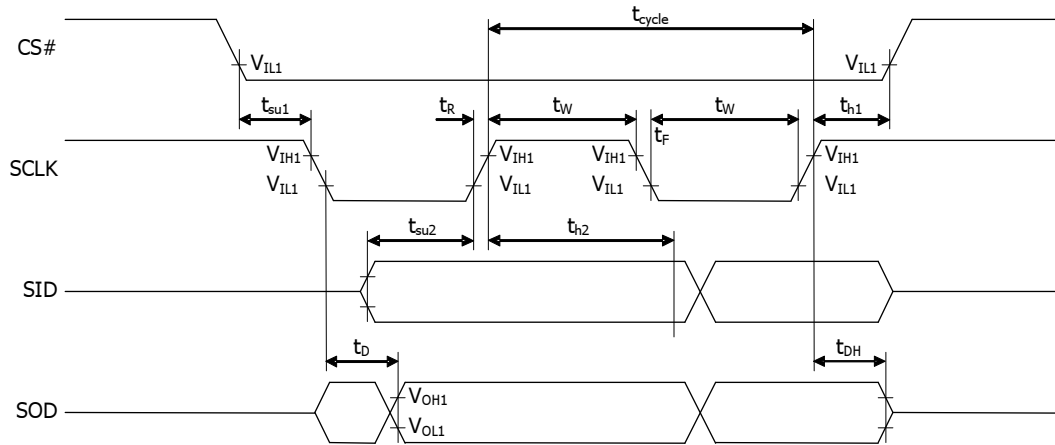 t_cycle
CS#
V_IL1 V_IL1
t_su1 t_R t_W t_W t_h1
t_F
SCLK
V_IH1 V_IH1 V_IH1 V_IH1
V_IL1 V_IL1 V_IL1 V_IL1
t_su2 t_h2
SID
t_D t_DH
SOD
V_OH1
V_OL1